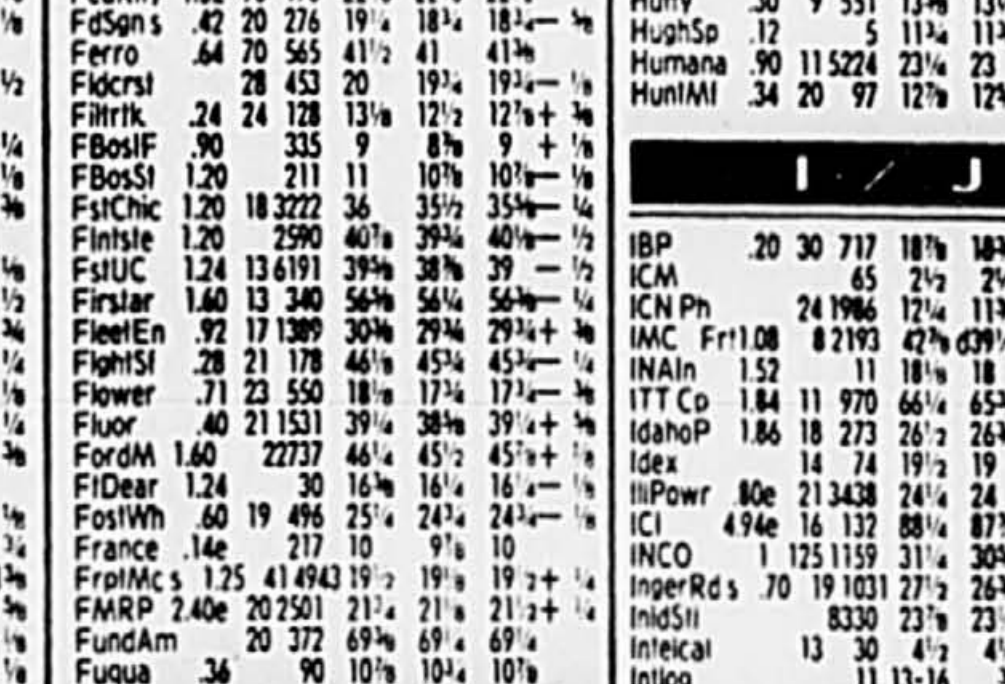 FdSgn s .42 20 276 19¼ 18¾ 18¾— ⅝
Ferro .64 70 565 41½ 41 41⅜
Fldcrst 28 453 20 19¾ 19¾— ⅛
Filtrtk .24 24 128 13⅛ 12½ 12⅞+ ⅜
FBosIF .90 335 9 8⅞ 9 + ⅛
FBosSt 1.20 211 11 10⅞ 10⅞— ⅛
FstChic 1.20 18 3222 36 35½ 35⅝— ¼
FIntste 1.20 2590 40⅞ 39¾ 40⅛— ½
FstUC 1.24 13 6191 39⅝ 38⅞ 39 — ½
Firstar 1.60 13 340 56⅜ 56¼ 56⅜— ¼
FleetEn .92 17 1389 30⅜ 29¾ 29¾+ ⅜
FlghtSf .28 21 178 46⅛ 45¾ 45¾— ¼
Flower .71 23 550 18⅛ 17¾ 17¾— ⅜
Fluor .40 21 1531 39¼ 38⅝ 39¼+ ⅝
FordM 1.60 22737 46¼ 45½ 45⅞+ ⅛
FtDear 1.24 30 16⅜ 16¼ 16¼— ⅛
FostWh .60 19 496 25¼ 24¾ 24¾— ⅛
France .14e 217 10 9⅞ 10
FrptMc s 1.25 41 4943 19½ 19⅛ 19½+ ¼
FMRP 2.40e 20 2501 21¾ 21⅛ 21½+ ¼
FundAm 20 372 69⅜ 69¼ 69¼
Fuqua .36 90 10⅞ 10¾ 10⅞
HughSp .12 5 11¾
Humana .90 11 5224 23¼ 23
HuntMf .34 20 97 12⅞
I / J
IBP .20 30 717 18⅞
ICM 65 2½
ICN Ph 24 1986 12¼
IMC Frt 1.08 8 2193 42⅞
INAIn 1.52 11 18⅛ 18
ITT Cp 1.84 11 970 66¼
IdahoP 1.86 18 273 26½
Idex 14 74 19½ 19
IllPowr .80e 21 3438 24¼ 24
ICI 4.94e 16 132 88¼
INCO 1 125 1159 31¼
IngerRd s .70 19 1031 27½
InldStl 8330 23⅞
Intelcal 13 30 4½
Intlog 11 13-16